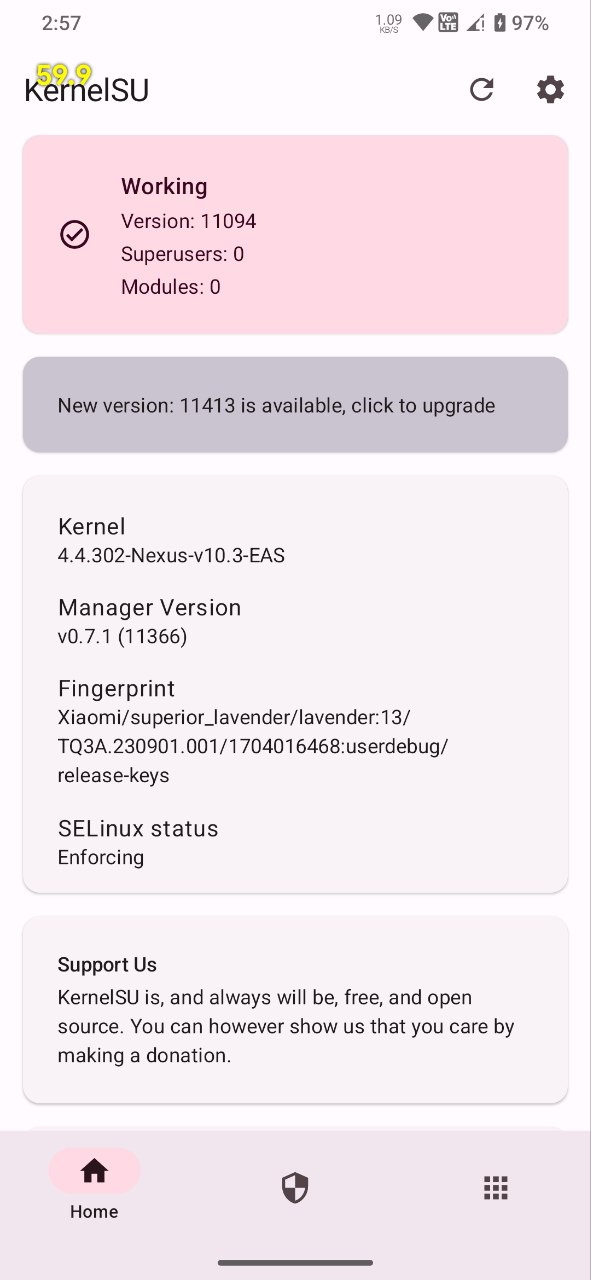 2:57
1.09
KB/S
Vo
LTE
97%
59.9
KernelSU
Working
Version: 11094
Superusers: 0
Modules: 0
New version: 11413 is available, click to upgrade
Kernel
4.4.302-Nexus-v10.3-EAS
Manager Version
v0.7.1 (11366)
Fingerprint
Xiaomi/superior_lavender/lavender:13/
TQ3A.230901.001/1704016468:userdebug/
release-keys
SELinux status
Enforcing
Support Us
KernelSU is, and always will be, free, and open
source. You can however show us that you care by
making a donation.
Home